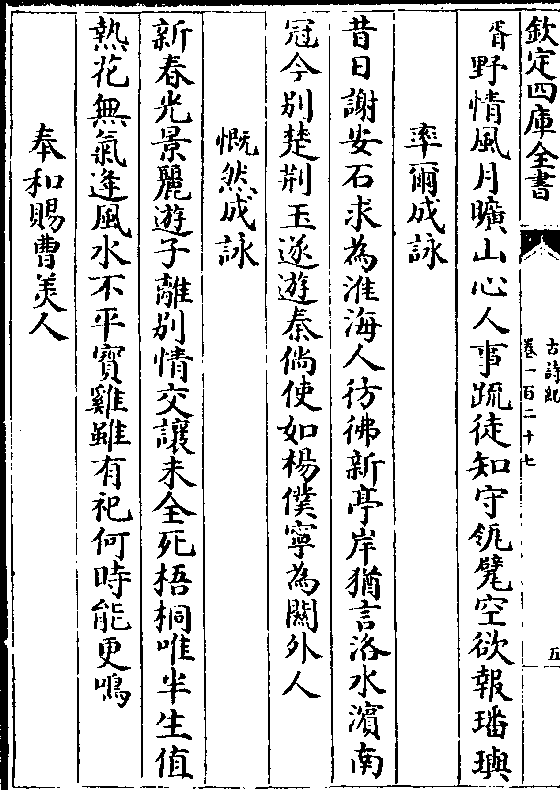 欽定四庫全書
古詩紀
卷一百二十七
五
胥野情風月曠山心人事疏徒知守瓴甓空欲報璠璵
率爾成詠
昔日謝安石求為淮海人彷彿新亭岸猶言洛水濵南
冠今别楚荆玉遂遊秦倘使如楊僕寧為關外人
慨然成詠
新春光景麗遊子離别情交讓未全死梧桐唯半生值
熱花無氣逢風水不平寳雞雖有祀何時能更鳴
奉和賜曹美人